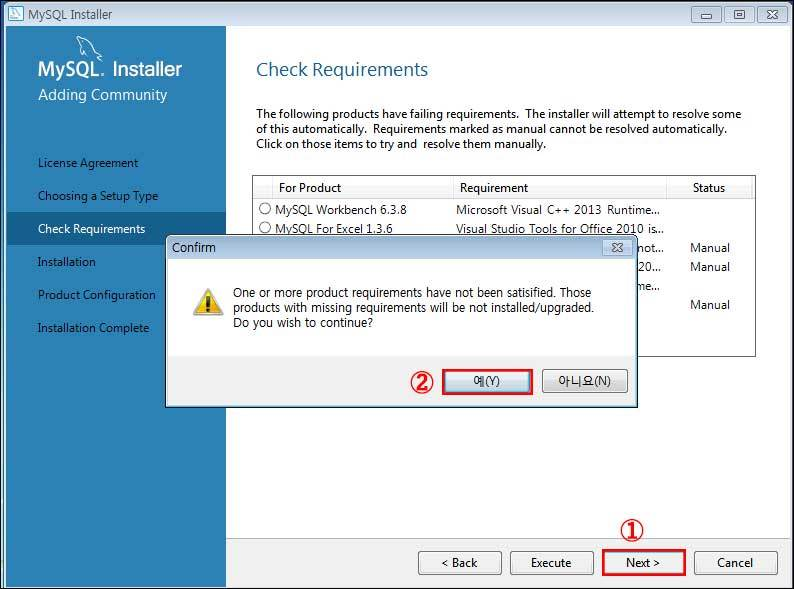 MySQL Installer
MySQL. Installer
Adding Community
License Agreement
Choosing a Setup Type
Check Requirements
Installation
Product Configuration
Installation Complete
Check Requirements
The following products have failing requirements. The installer will attempt to resolve some
of this automatically. Requirements marked as manual cannot be resolved automatically.
Click on those items to try and resolve them manually.
For Product Requirement Status
MySQL Workbench 6.3.8 Microsoft Visual C++ 2013 Runtime...
MySQL For Excel 1.3.6 Visual Studio Tools for Office 2010 is...
not... Manual
20... Manual
me...
Manual
Confirm
One or more product requirements have not been satisified. Those
products with missing requirements will be not installed/upgraded.
Do you wish to continue?
② 예(Y) 아니요(N)
①
< Back Execute Next > Cancel